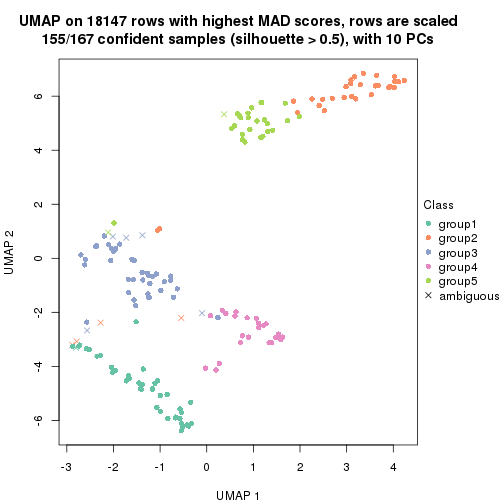 UMAP on 18147 rows with highest MAD scores, rows are scaled
155/167 confident samples (silhouette > 0.5), with 10 PCs
6
4
2
0
-2
-4
-6
UMAP 2
-3
-2
-1
0
1
2
3
4
UMAP 1
Class
group1
group2
group3
group4
group5
ambiguous